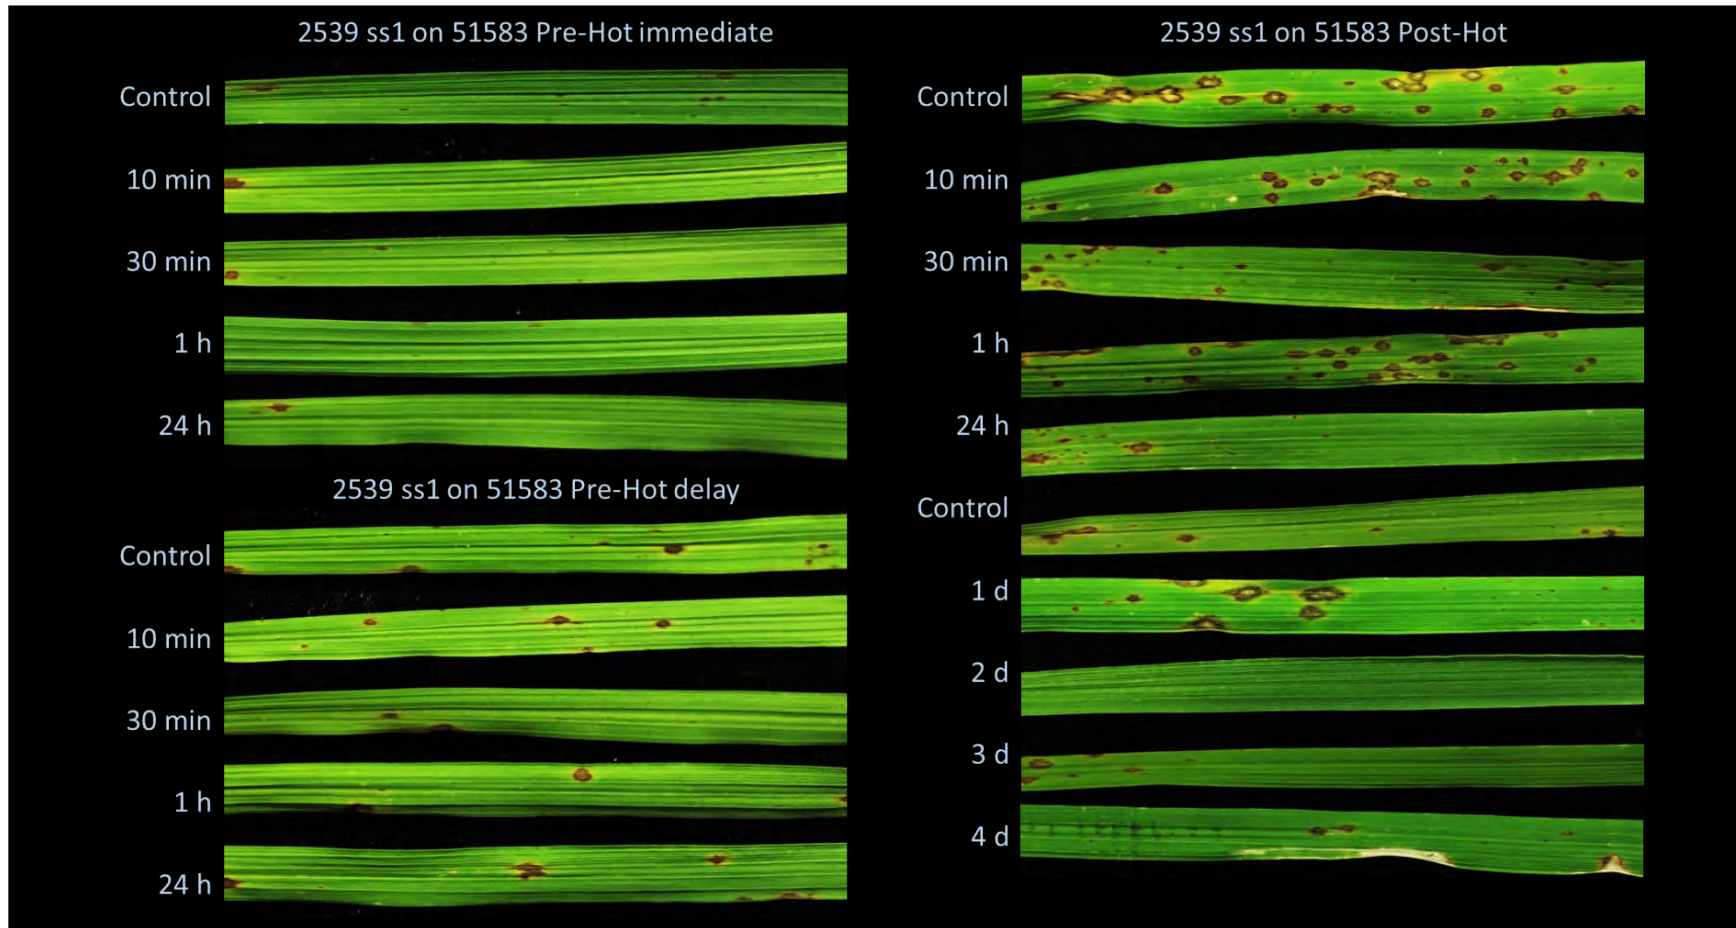 2539 ss1 on 51583 Pre-Hot immediate
Control
10 min
30 min
1 h
24 h
2539 ss1 on 51583 Pre-Hot delay
Control
10 min
30 min
1 h
24 h
2539 ss1 on 51583 Post-Hot
Control
10 min
30 min
1 h
24 h
Control
1 d
2 d
3 d
4 d